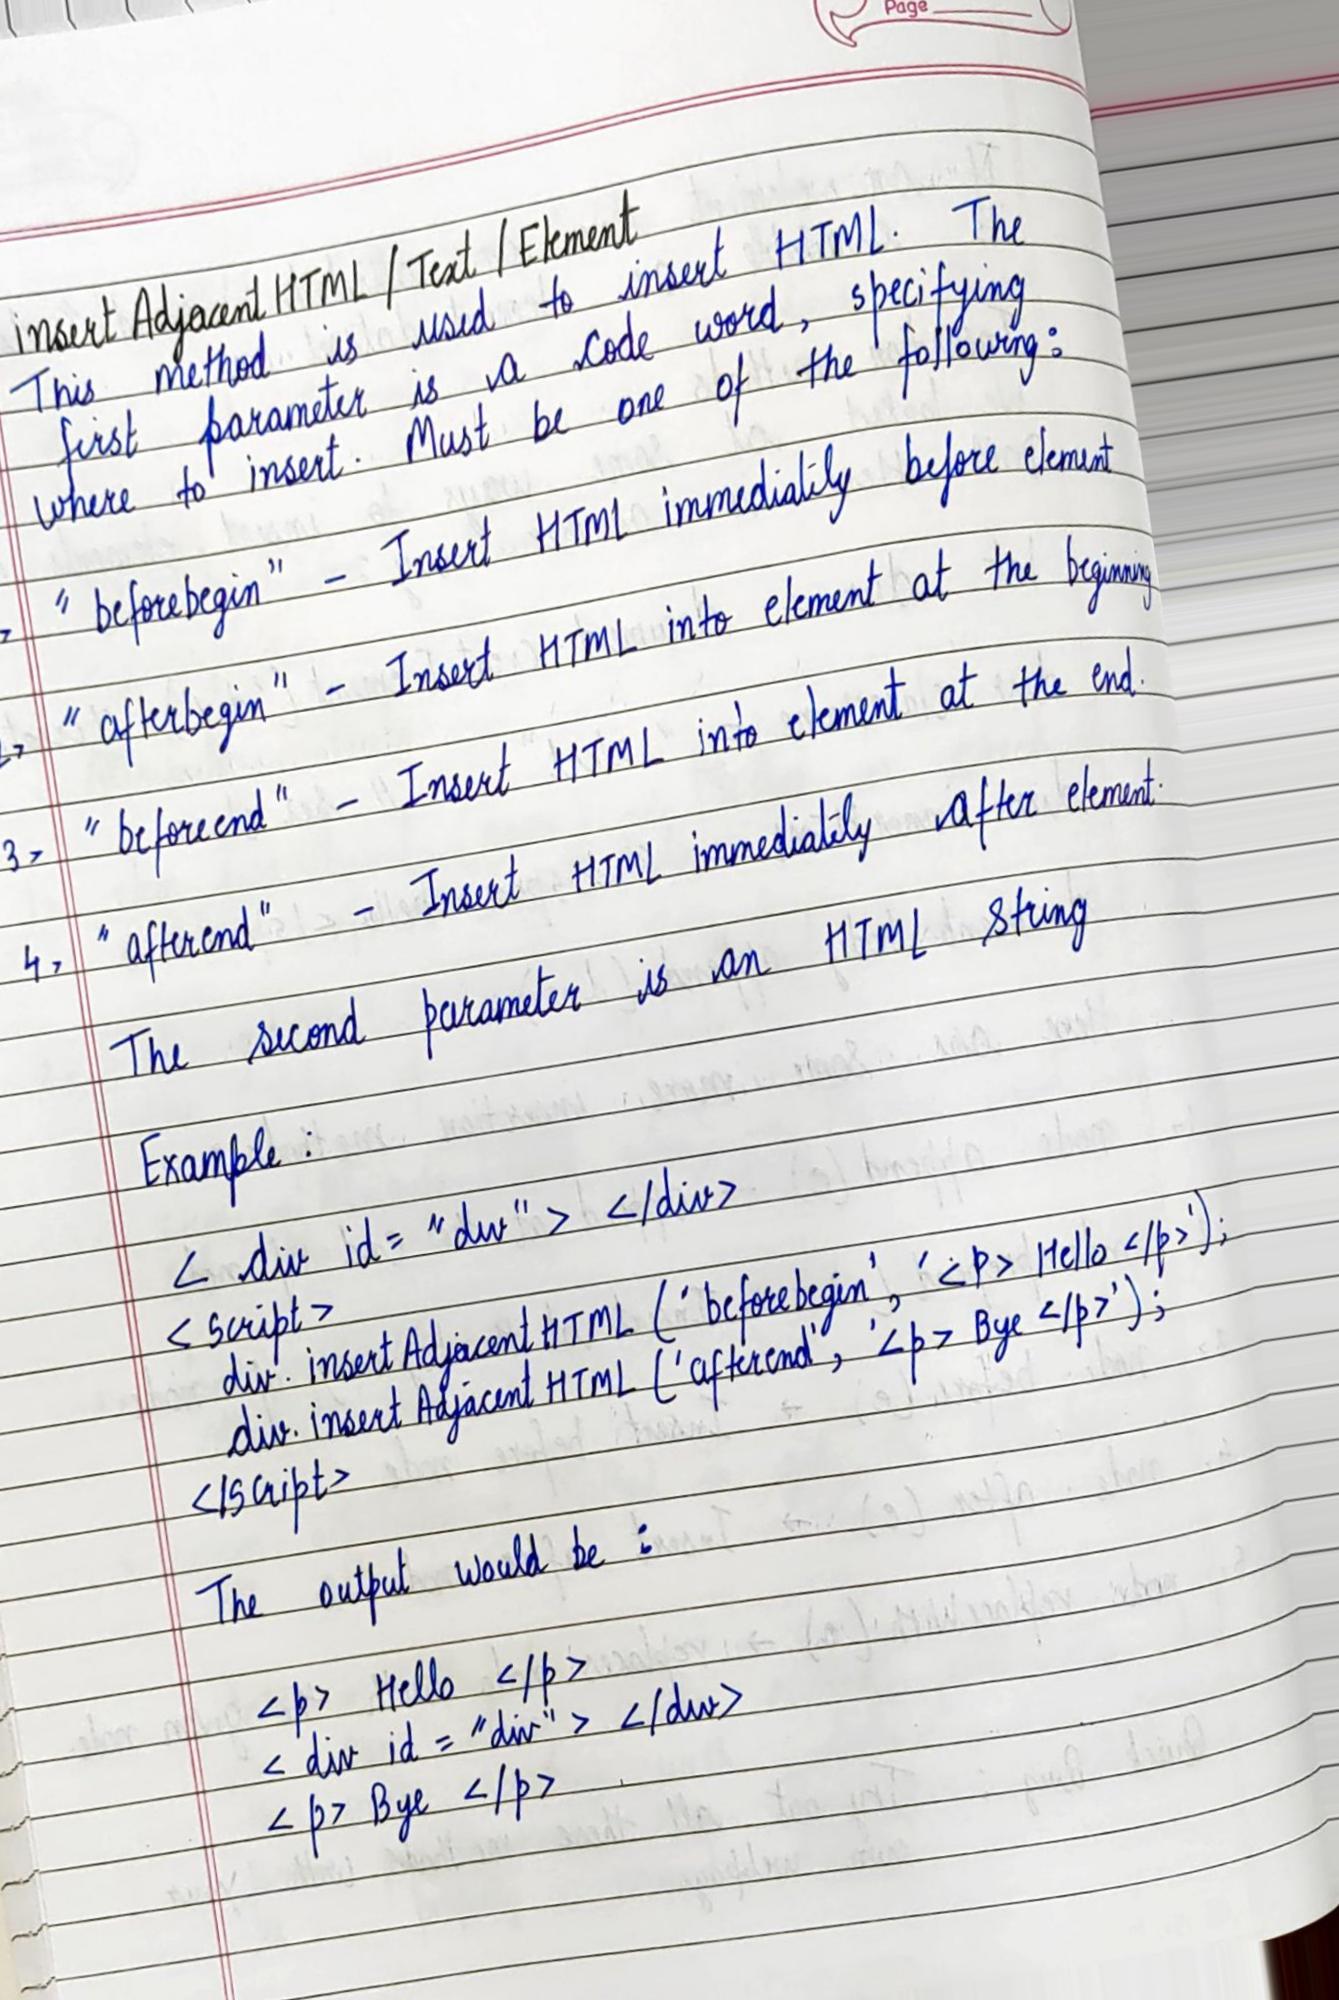 Page
insert Adjacent HTML / Text / Element
This method is used to insert HTML. The
first parameter is a code word, specifying
where to insert. Must be one of the following:
"beforebegin" - Insert HTML immediatily before element
"afterbegin" - Insert HTML into element at the beginning
3, "beforeend" - Insert HTML into element at the end.
4, "afterend" - Insert HTML immediatily after element.
The second parameter is an HTML string
Example :
< div id = "div" > </div>
<script>
div. insert Adjacent HTML ('beforebegin', '<p> Hello </p>');
div. insert Adjacent HTML ('afterend', '<p> Bye </p>');
</script>
The output would be :
<p> Hello </p>
< div id = "div" > </div>
<p> Bye </p>